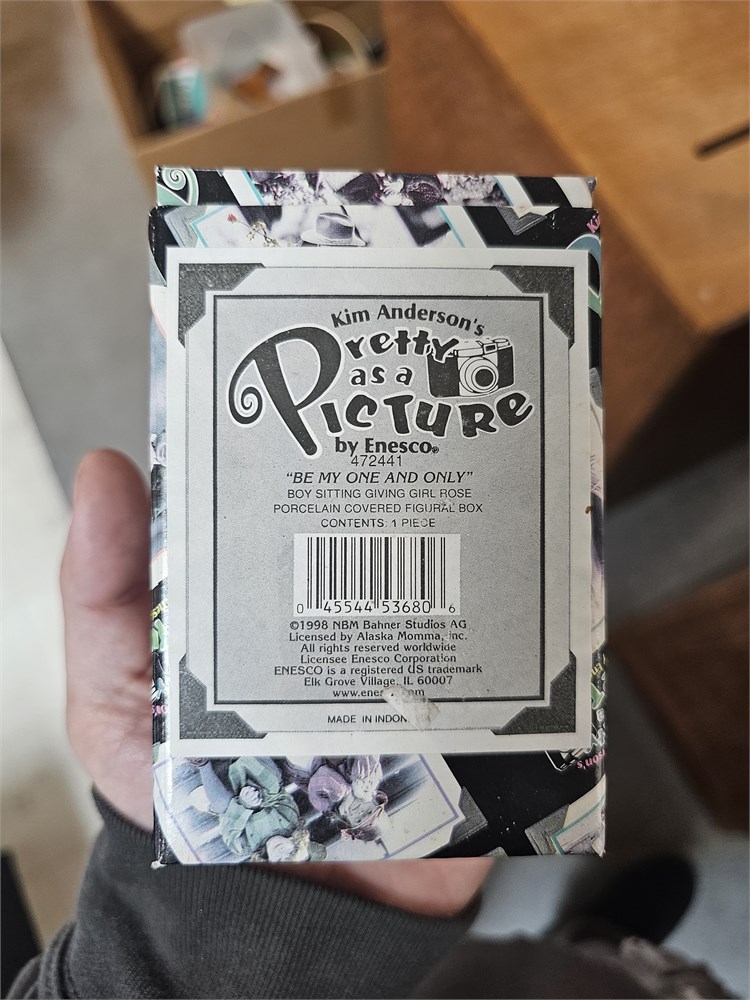 Kim Anderson's
Pretty
as a
PICTURE
by Enesco®
472441
"BE MY ONE AND ONLY"
BOY SITTING GIVING GIRL ROSE
PORCELAIN COVERED FIGURAL BOX
CONTENTS: 1 PIECE
0 45544 53680 6
©1998 NBM Bahner Studios AG
Licensed by Alaska Momma, Inc.
All rights reserved worldwide
Licensee Enesco Corporation
ENESCO is a registered US trademark
Elk Grove Village, IL 60007
MADE IN